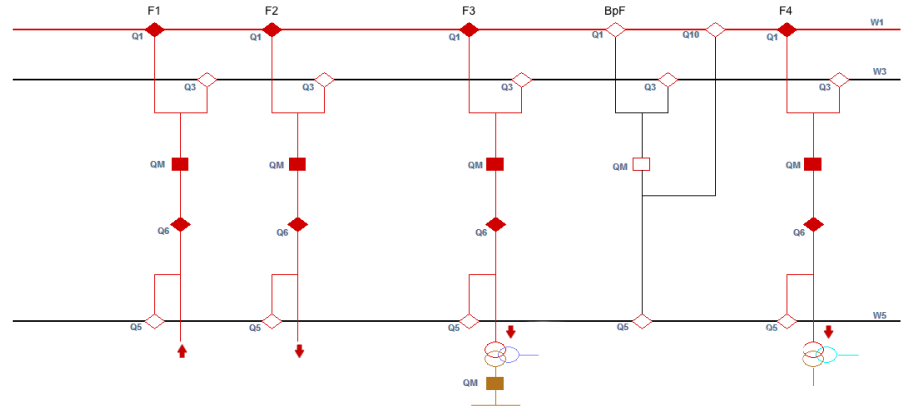 F1 F2 F3 BpF F4
Q1 Q1 Q1 Q1 Q10 Q1 W1
Q3 Q3 Q3 Q3 Q3 W3
QM QM QM QM QM
Q6 Q6 Q6 Q6
Q5 Q5 Q5 Q5 Q5 W5
QM